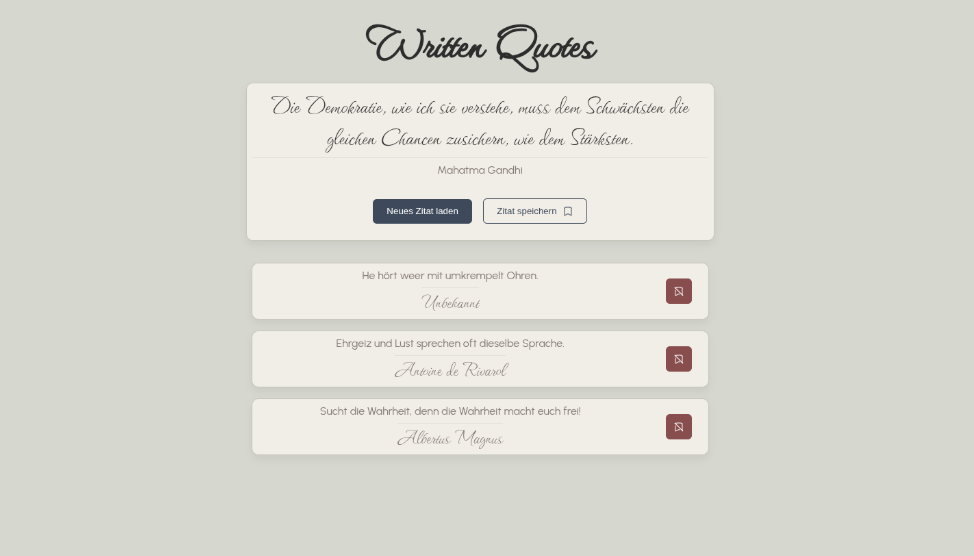 Written Quotes
Die Demokratie, wie ich sie verstehe, muss dem Schwächsten die
gleichen Chancen zusichern, wie dem Stärksten.
Mahatma Gandhi
Neues Zitat laden
Zitat speichern
He hört weer mit umkrempelt Ohren.
Unbekannt
Ehrgeiz und Lust sprechen oft dieselbe Sprache.
Antoine de Rivarol
Sucht die Wahrheit, denn die Wahrheit macht euch frei!
Albertus Magnus